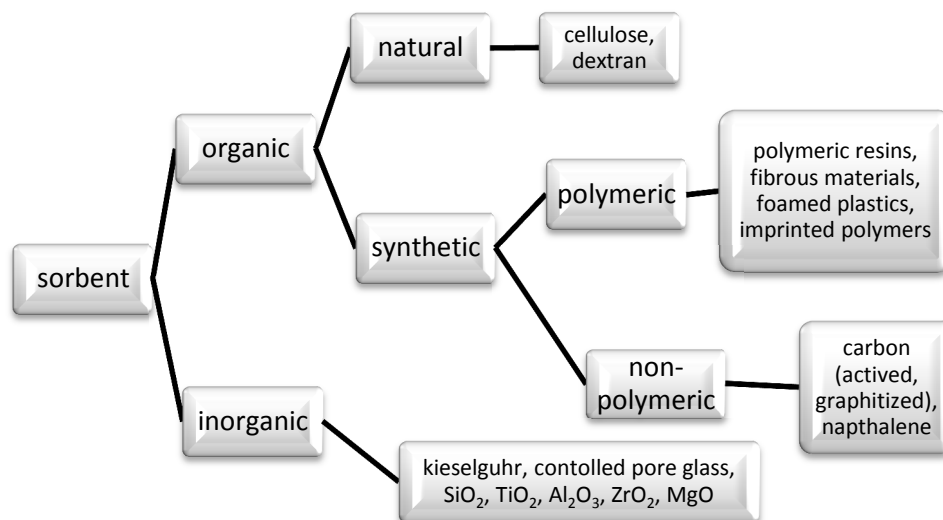 natural
cellulose,
dextran
organic
polymeric
polymeric resins,
fibrous materials,
foamed plastics,
imprinted polymers
synthetic
sorbent
non-
polymeric
carbon
(actived,
graphitized),
napthalene
inorganic
kieselguhr, contolled pore glass,
SiO₂, TiO₂, Al₂O₃, ZrO₂, MgO